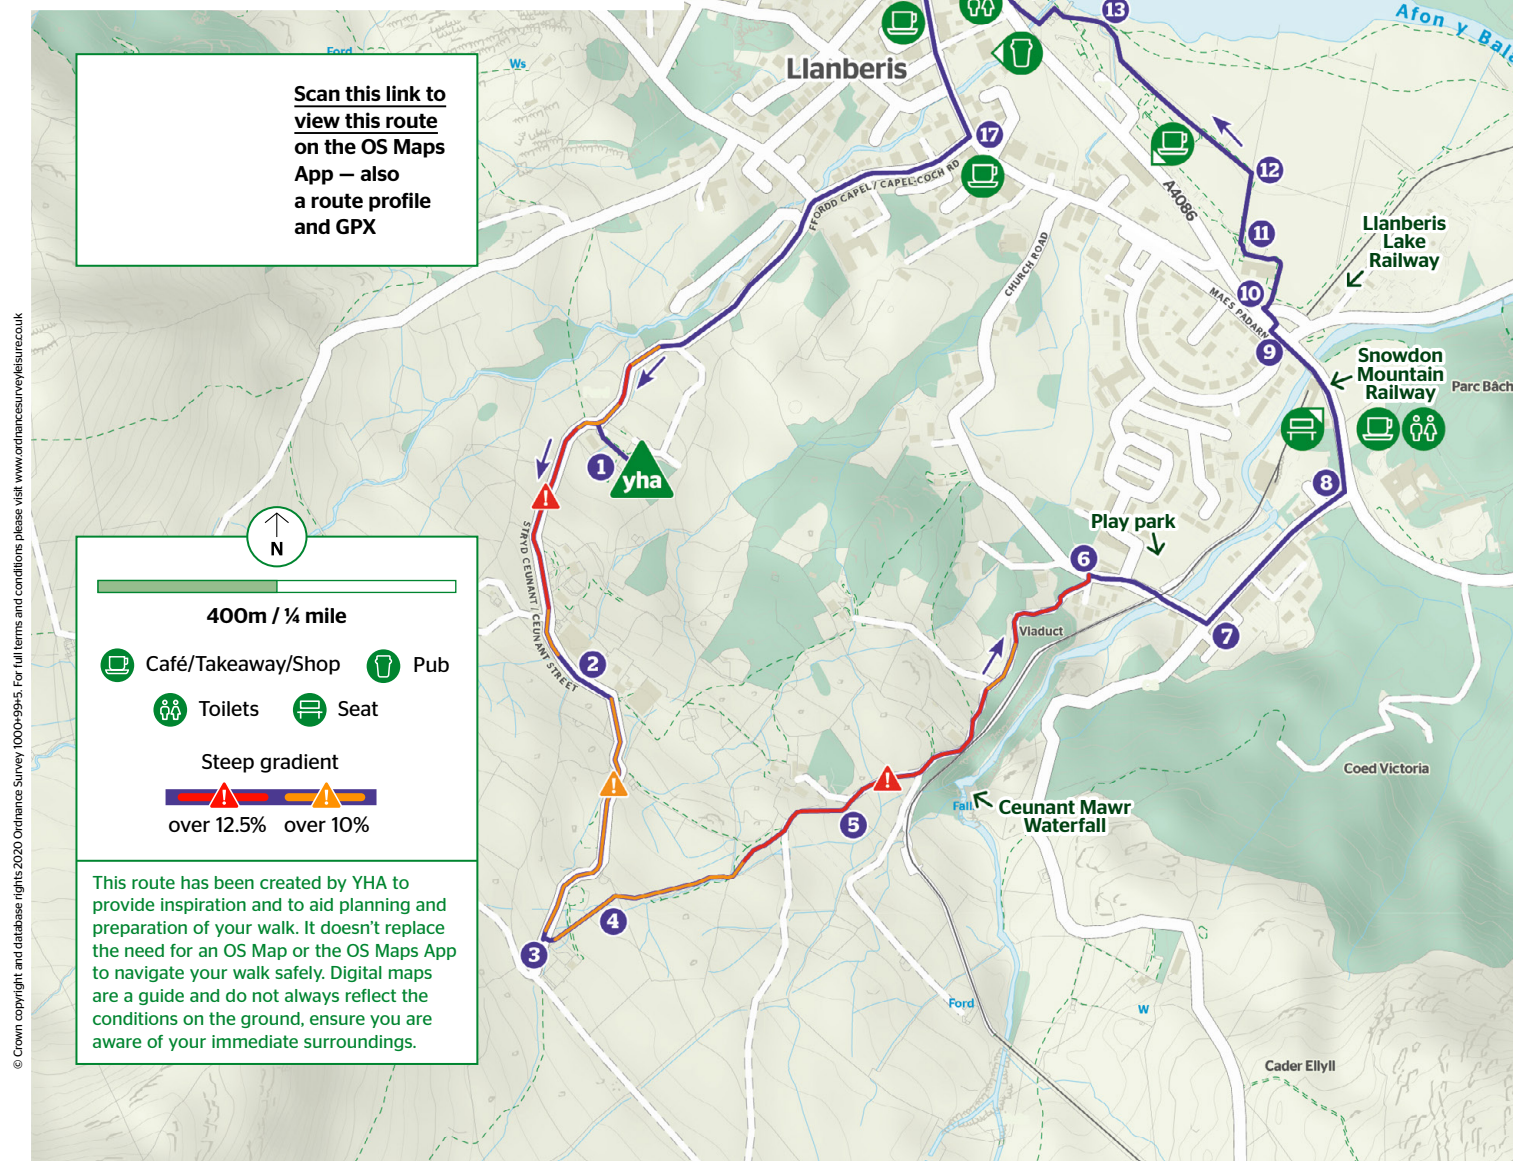 13
Afon y Bala
Ford
Ws
Llanberis
Scan this link to
view this route
on the OS Maps
App — also
a route profile
and GPX
17
12
FFORDD CAPEL / CAPEL-COCH RD
A4086
11
Llanberis
Lake
Railway
CHURCH ROAD
10
MAES PADARN
9
Snowdon
Mountain
Railway
Parc Bâch
1
yha
8
Play park
6
N
STRYD CEUNANT / CEUNANT STREET
400m / ¼ mile
Viaduct
7
2
Café/Takeaway/Shop
Pub
Toilets
Seat
Steep gradient
over 12.5%
over 10%
Coed Victoria
Fall
Ceunant Mawr
Waterfall
5
4
3
This route has been created by YHA to
provide inspiration and to aid planning and
preparation of your walk. It doesn't replace
the need for an OS Map or the OS Maps App
to navigate your walk safely. Digital maps
are a guide and do not always reflect the
conditions on the ground, ensure you are
aware of your immediate surroundings.
Ford
W
Cader Ellyll
© Crown copyright and database rights 2020 Ordnance Survey 100049945. For full terms and conditions please visit www.ordnancesurveyleisure.co.uk